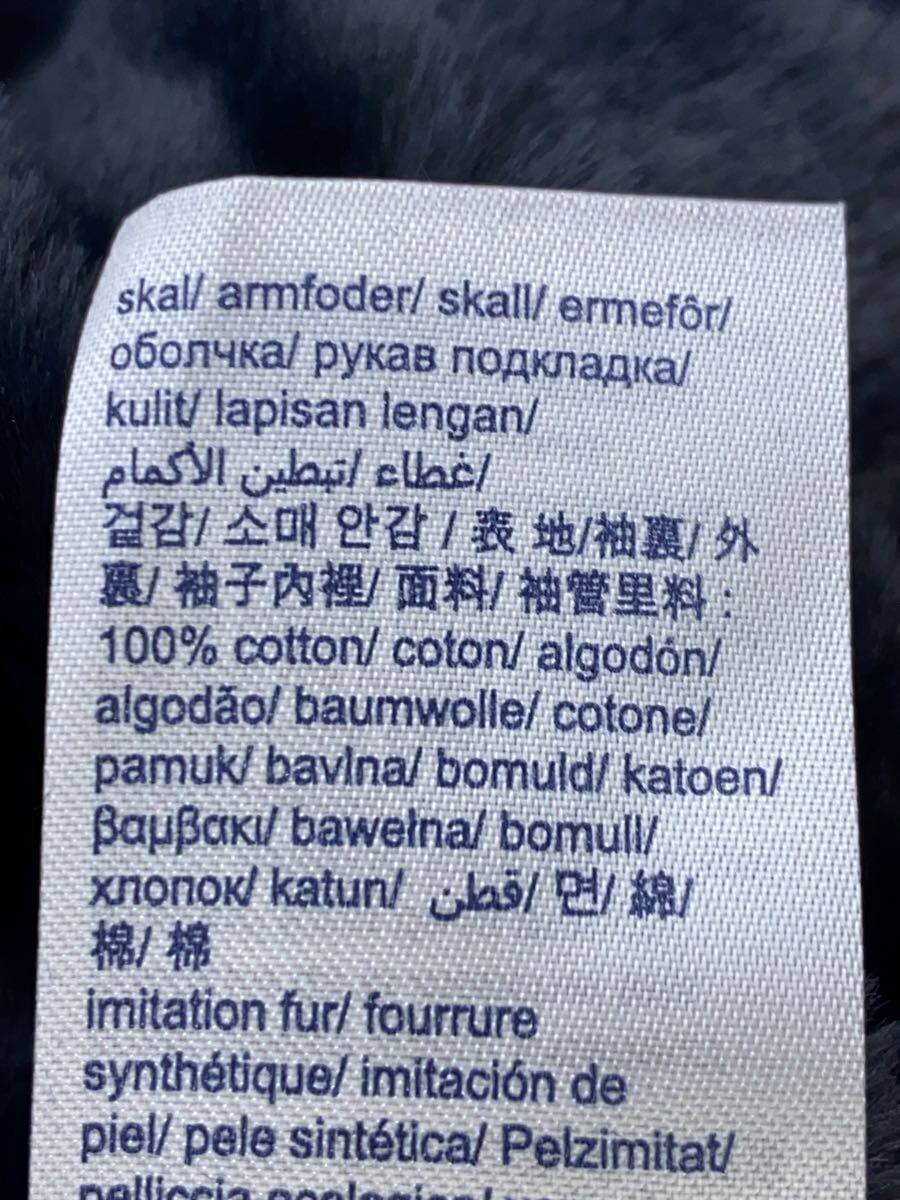 skal/ armfoder/ skall/ ermefôr/
оболчка/ рукав подкладка/
kulit/ lapisan lengan/
غطاء /تبطين الأكمام/
겉감/ 소매 안감 / 表 地/袖裏/ 外
裏/ 袖子內裡/ 面料/ 袖管里料 :
100% cotton/ coton/ algodón/
algodão/ baumwolle/ cotone/
pamuk/ bavlna/ bomuld/ katoen/
βαμβακι/ bawełna/ bomull/
хлопок/ katun/ قطن/ 면/ 綿/
棉/ 棉
imitation fur/ fourrure
synthétique/ imitación de
piel/ pele sintética/ Pelzimitat/
pelliccia ecologica/